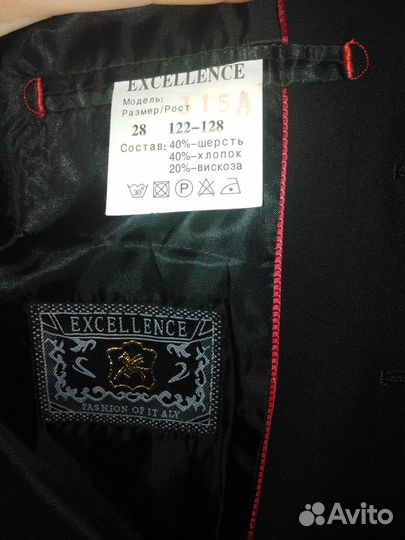 EXCELLENCE
Модель: 315A
Размер/Рост
28 122-128
Состав: 40%-шерсть
40%-хлопок
20%-вискоза
30°
P
EXCELLENCE
FASHION OF ITALY
Avito